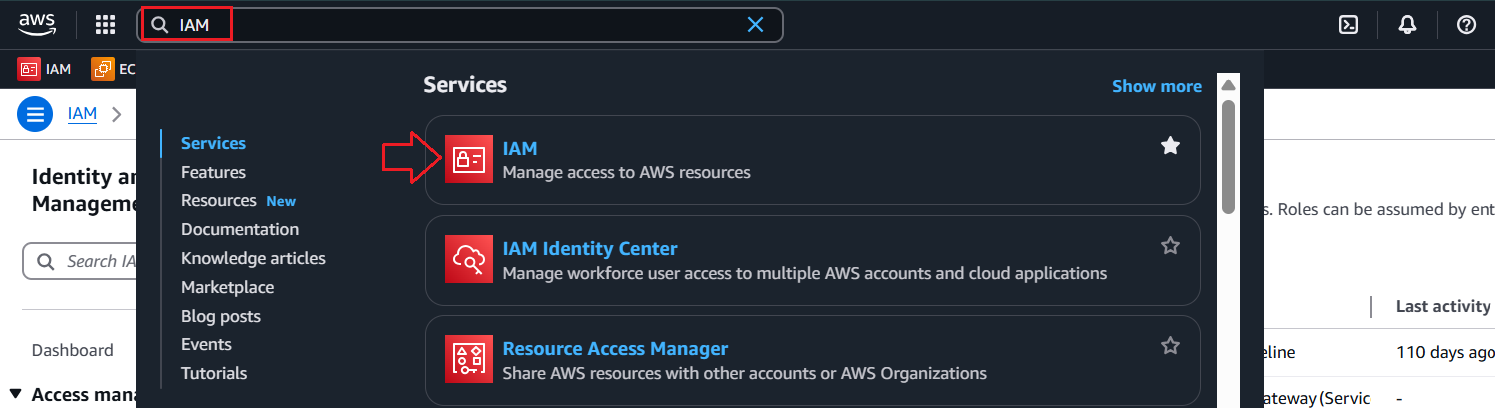 aws
IAM
IAM
EC
IAM
Identity an
Manageme
Search IA
Dashboard
Access mana
Services
Features
Resources New
Documentation
Knowledge articles
Marketplace
Blog posts
Events
Tutorials
Services
Show more
IAM
Manage access to AWS resources
IAM Identity Center
Manage workforce user access to multiple AWS accounts and cloud applications
Resource Access Manager
Share AWS resources with other accounts or AWS Organizations
s. Roles can be assumed by ent
Last activity
eline
110 days ago
ateway (Servic
-